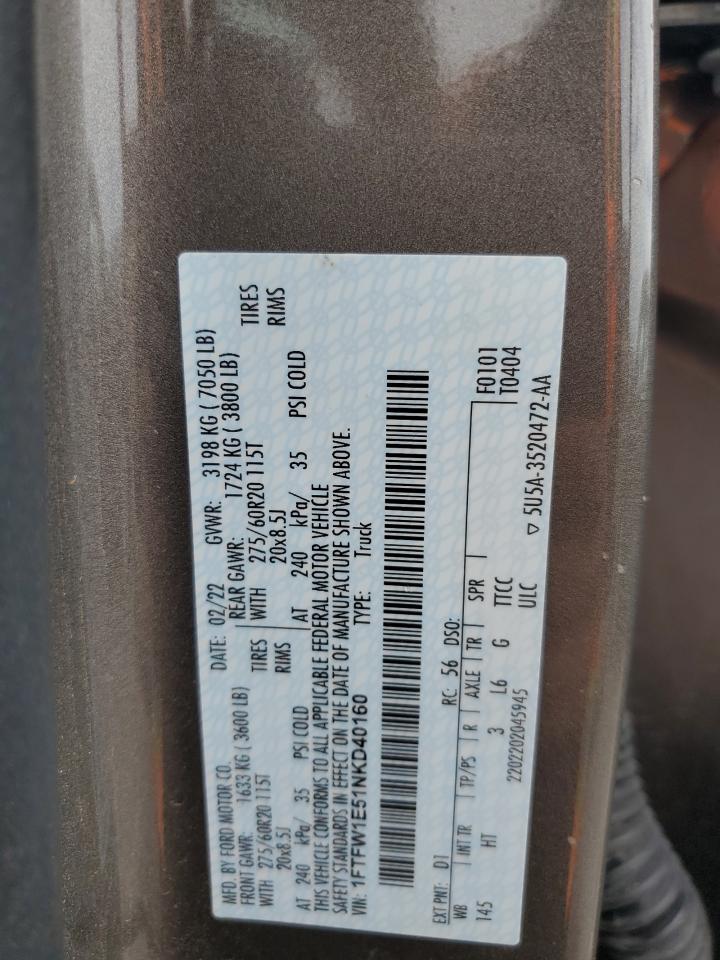 MFD. BY FORD MOTOR CO. DATE: 02/22 GVWR: 3198 KG ( 7050 LB)
FRONT GAWR: 1633 KG ( 3600 LB) REAR GAWR: 1724 KG ( 3800 LB)
WITH 275/60R20 115T TIRES WITH 275/60R20 115T TIRES
20x8.5J RIMS 20x8.5J RIMS
AT 240 kPa/ 35 PSI COLD AT 240 kPa/ 35 PSI COLD
THIS VEHICLE CONFORMS TO ALL APPLICABLE FEDERAL MOTOR VEHICLE
SAFETY STANDARDS IN EFFECT ON THE DATE OF MANUFACTURE SHOWN ABOVE.
VIN: 1FTFW1E51NKD40160 TYPE: Truck
EXT PNT: D1 RC: 56 DSO:
WB INT TR TP/PS R AXLE TR SPR F0101
145 HT 3 L6 G TTCC T0404
ULC
2202202045945 ▽ 5U5A-3520472-AA